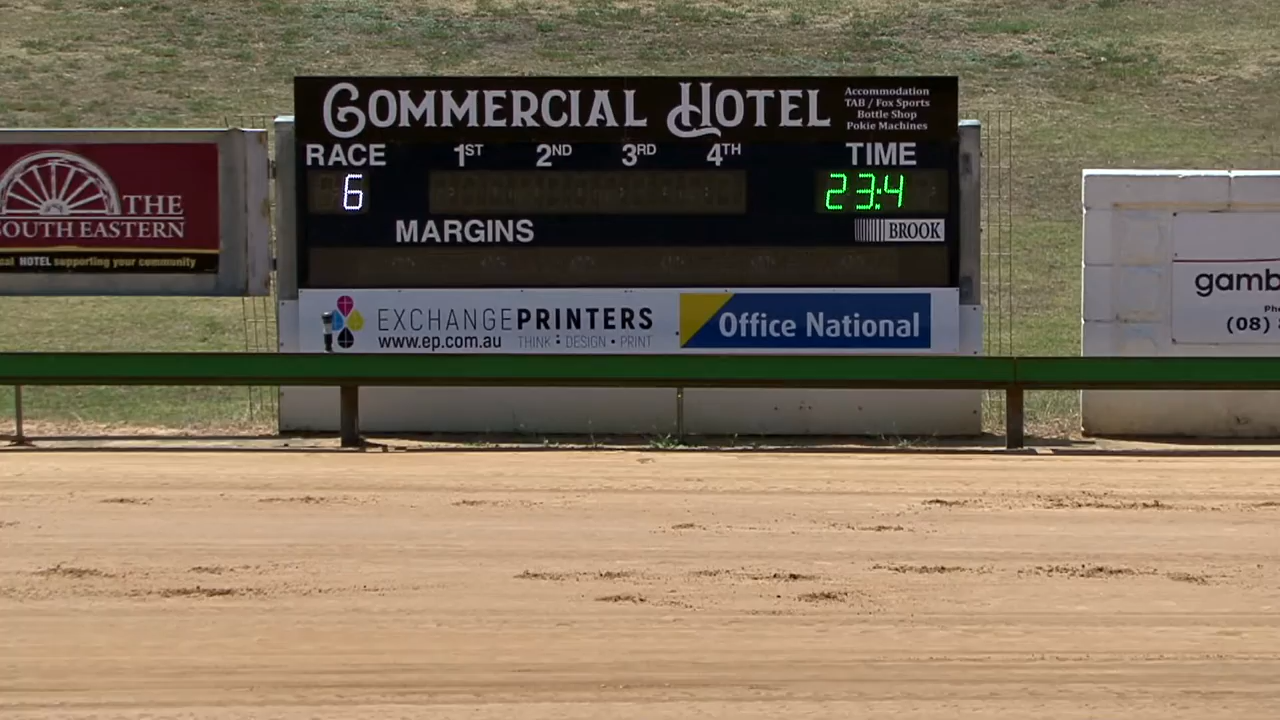 COMMERCIAL HOTEL
Accommodation
TAB / Fox Sports
Bottle Shop
Pokie Machines
RACE 1ST 2ND 3RD 4TH TIME
6 23:4
MARGINS
BROOK
THE
SOUTH EASTERN
HOTEL supporting your community
EXCHANGEPRINTERS
www.ep.com.au THINK : DESIGN • PRINT
Office National
gamb
Ph
(08)